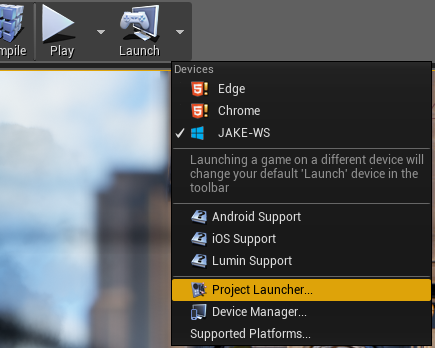 mpile
Play
Launch
Devices
Edge
Chrome
JAKE-WS
Launching a game on a different device will
change your default 'Launch' device in the
toolbar
Android Support
iOS Support
Lumin Support
Project Launcher...
Device Manager...
Supported Platforms...